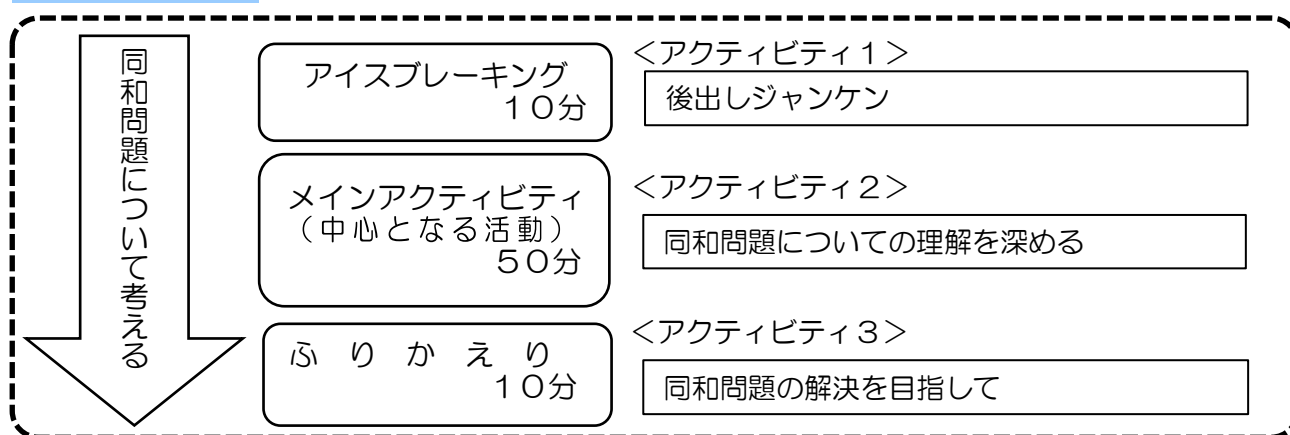 同和問題について考える
アイスブレーキング
１０分
＜アクティビティ１＞
後出しジャンケン
メインアクティビティ
（中心となる活動）
５０分
＜アクティビティ２＞
同和問題についての理解を深める
ふ り か え り
１０分
＜アクティビティ３＞
同和問題の解決を目指して